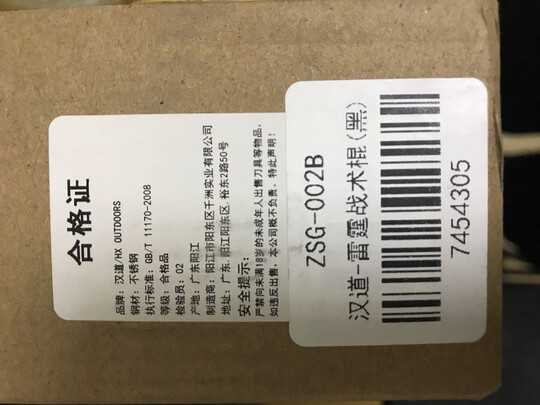 合格证
品牌: 汉道/HX OUTDOORS
钢材: 不锈钢
执行标准: GB/T 11170-2008
等级: 合格品
检验员: 02
产地: 广东阳江
制造商: 阳江市阳东区千洲实业有限公司
地址: 广东.阳江阳东区.裕东2路50号
安全提示:
严禁向未满18岁的未成年人出售刀具等物品,
如违反出售, 本公司概不负责。特此声明!
ZSG-002B
汉道-雷霆战术棍(黑)
7454305